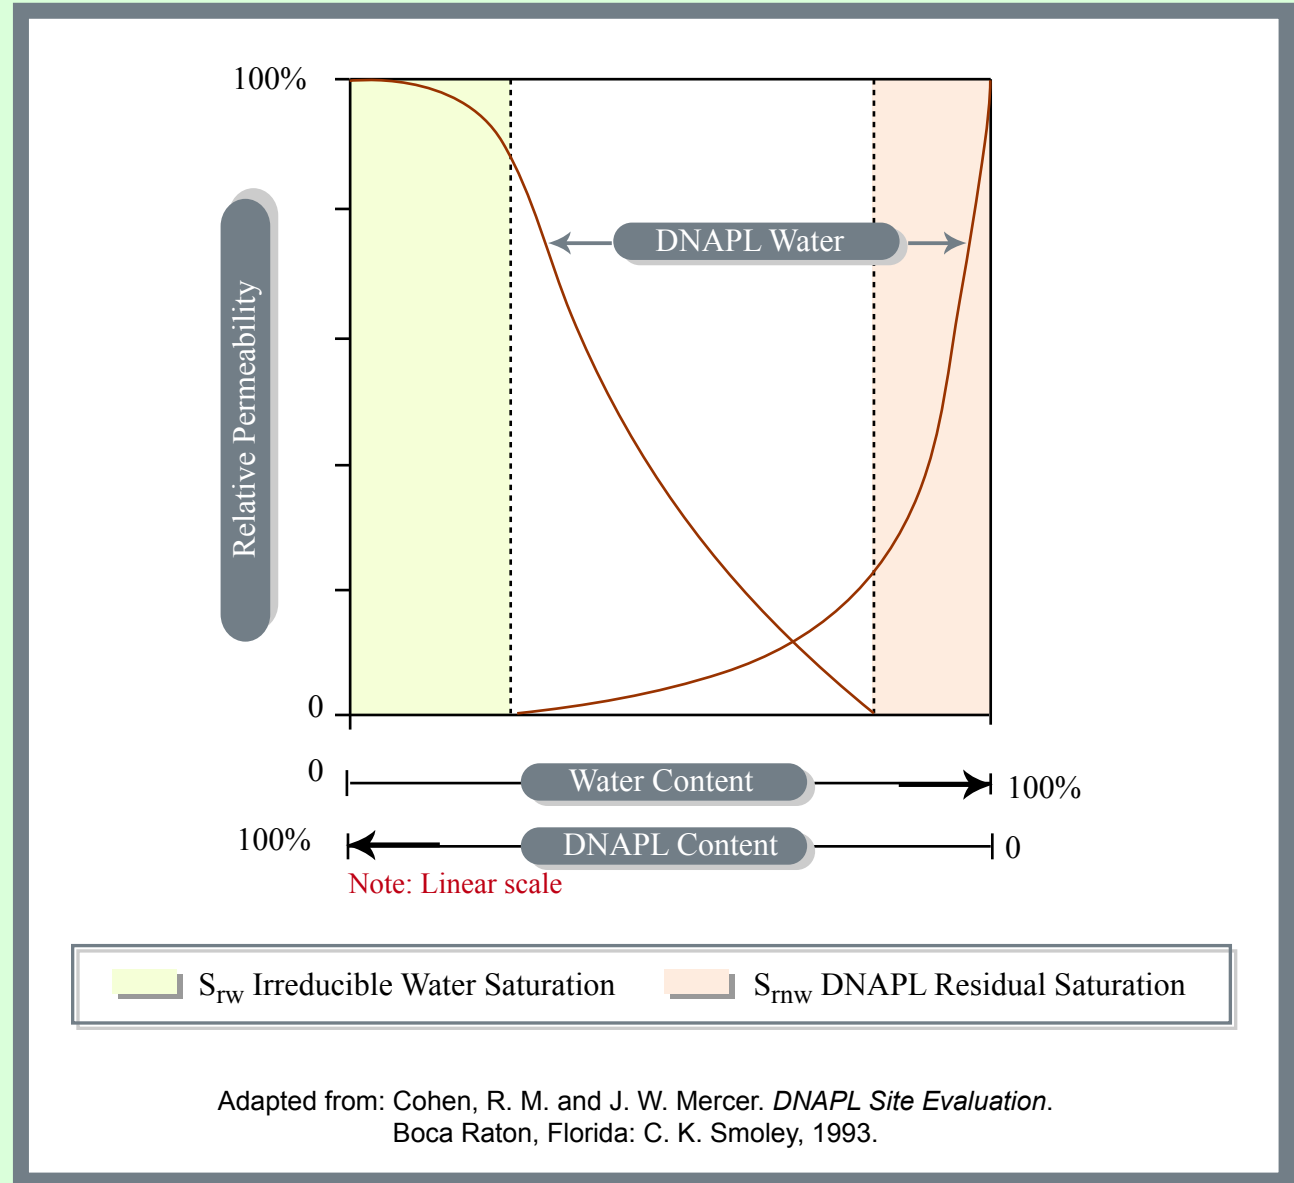 100%
Relative Permeability
DNAPL Water
0
0
Water Content
100%
100%
DNAPL Content
0
Note: Linear scale
Srw Irreducible Water Saturation
Srnw DNAPL Residual Saturation
Adapted from: Cohen, R. M. and J. W. Mercer. DNAPL Site Evaluation.
Boca Raton, Florida: C. K. Smoley, 1993.